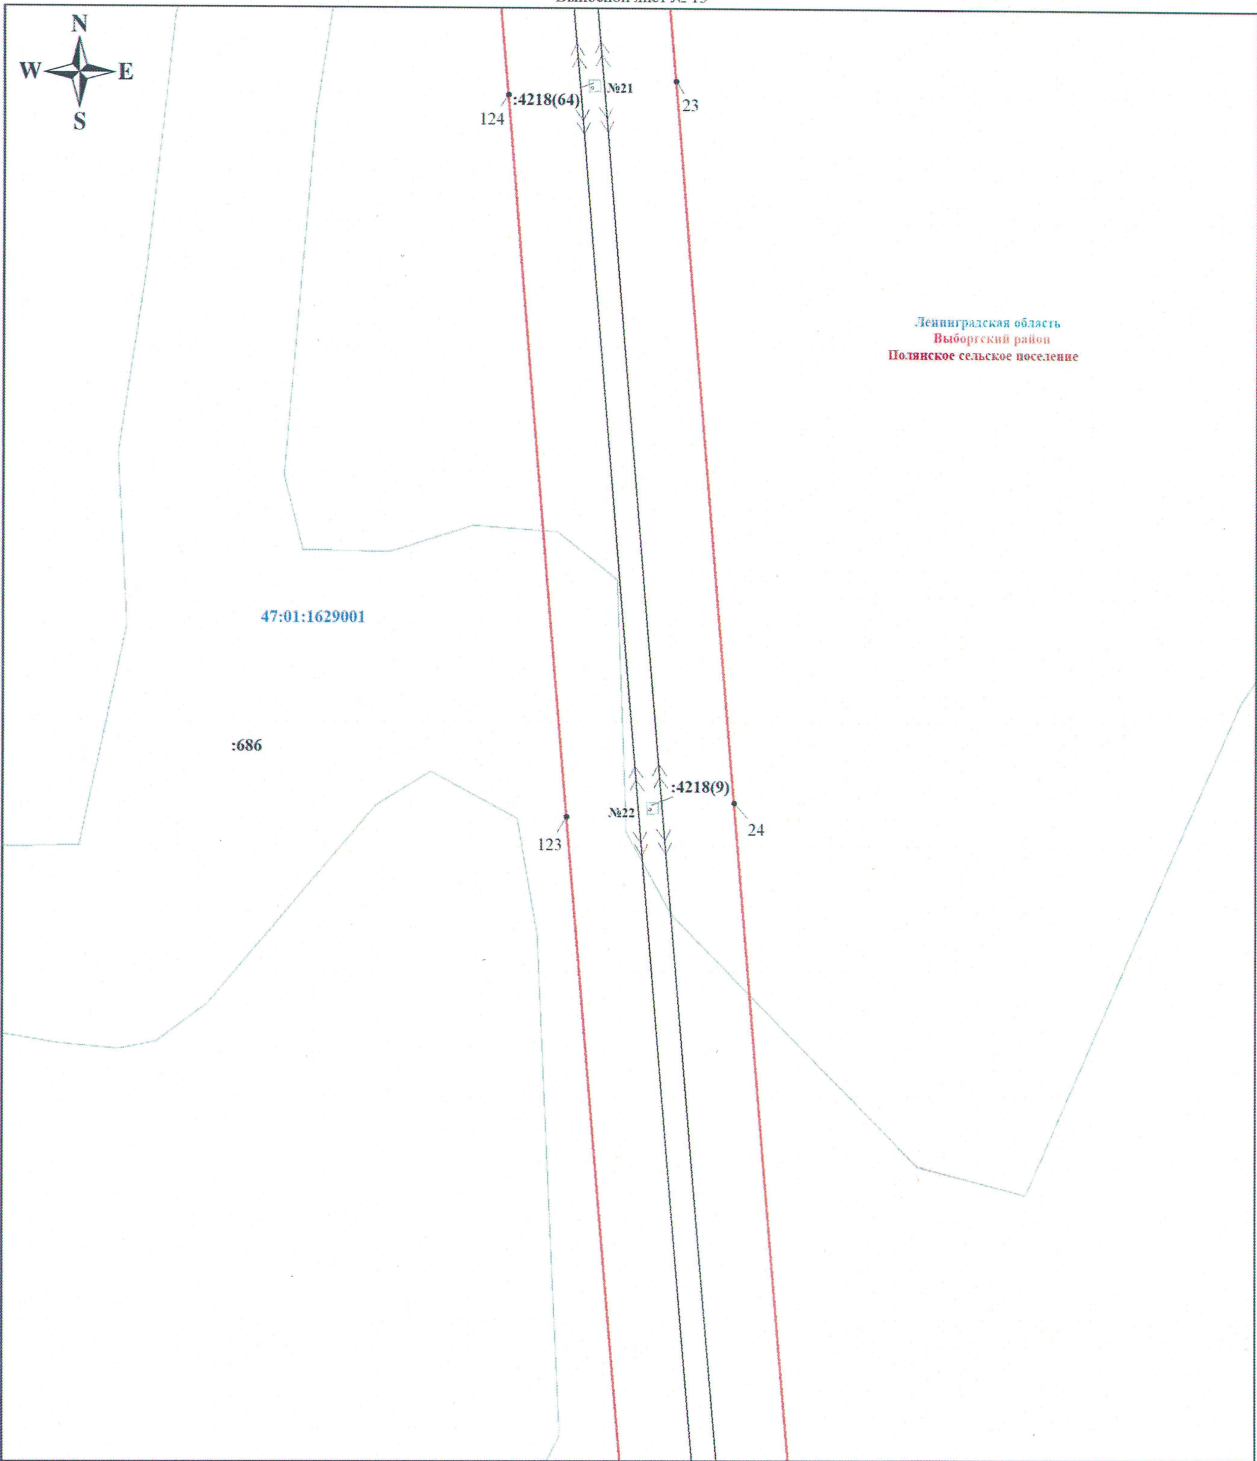 N
W E
S
:4218(64)
№21
124
23
Ленинградская область
Выборгский район
Полянское сельское поселение
47:01:1629001
:686
:4218(9)
№22
24
123